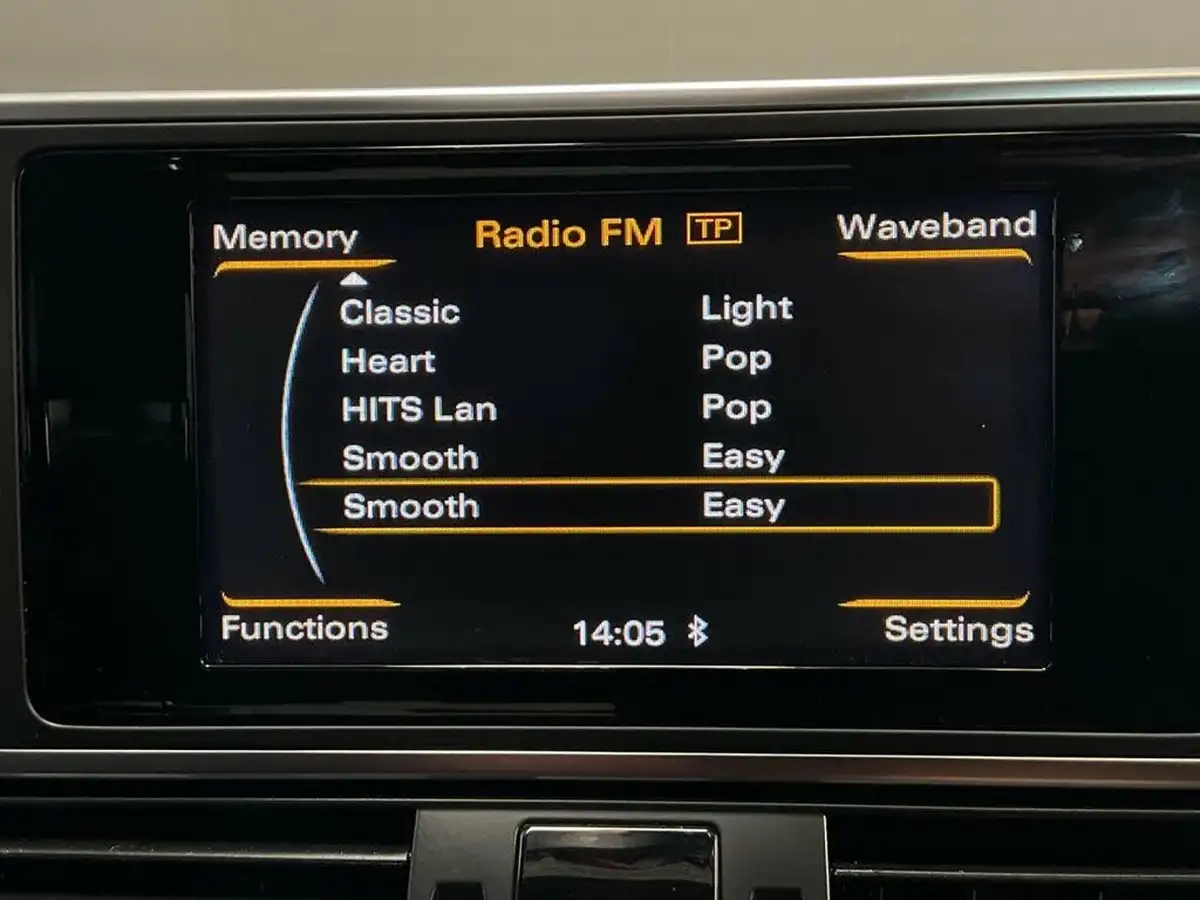 Memory Radio FM TP Waveband
Classic Light
Heart Pop
HITS Lan Pop
Smooth Easy
Smooth Easy
Functions 14:05 Settings